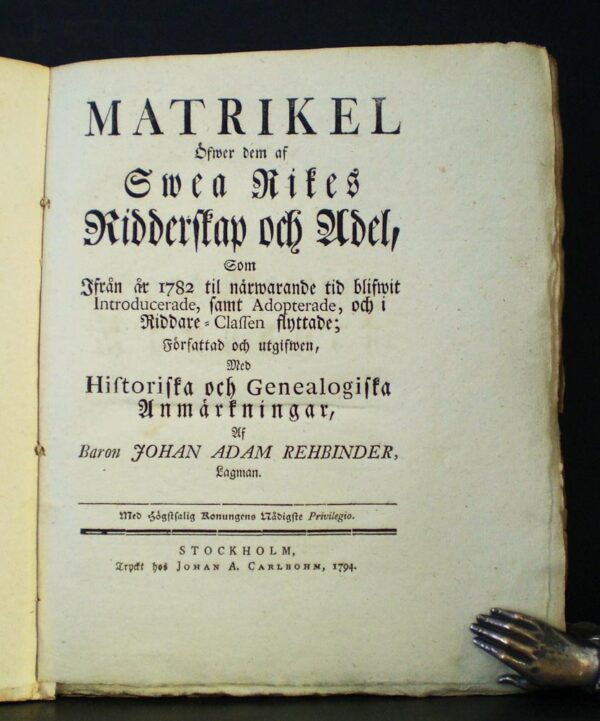 MATRIKEL
Öfwer dem af
Swea Rikes
Ridderſkap och Adel,
Som
Ifrån år 1782 til närwarande tid blifwit
Introducerade, ſamt Adopterade, och i
Riddare-Claſſen flyttade;
Författad och utgifwen,
Med
Hiſtoriſka och Genealogiſka
Anmärkningar,
Af
Baron JOHAN ADAM REHBINDER,
Lagman.
Med Högſtſalig Konungens Nådigſte Privilegio.
STOCKHOLM,
Tryckt hos JOHAN A. CARLBOHM, 1794.